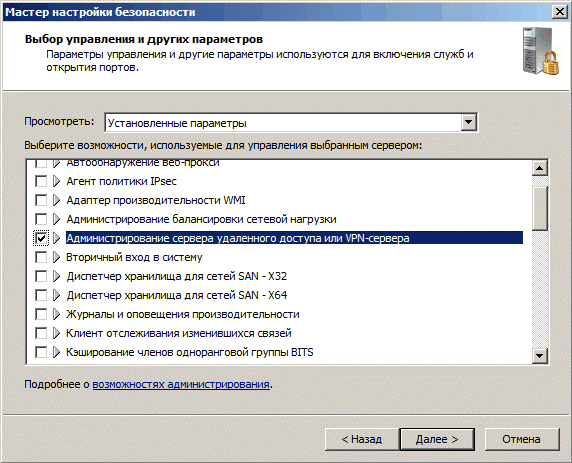 Мастер настройки безопасности
Выбор управления и других параметров
Параметры управления и другие параметры используются для включения служб и
открытия портов.
Просмотреть: Установленные параметры
Выберите возможности, используемые для управления выбранным сервером:
Автообнаружение веб-прокси
Агент политики IPsec
Адаптер производительности WMI
Администрирование балансировки сетевой нагрузки
Администрирование сервера удаленного доступа или VPN-сервера
Вторичный вход в систему
Диспетчер хранилища для сетей SAN - X32
Диспетчер хранилища для сетей SAN - X64
Журналы и оповещения производительности
Клиент отслеживания изменившихся связей
Кэширование членов одноранговой группы BITS
Подробнее о возможностях администрирования.
< Назад Далее > Отмена